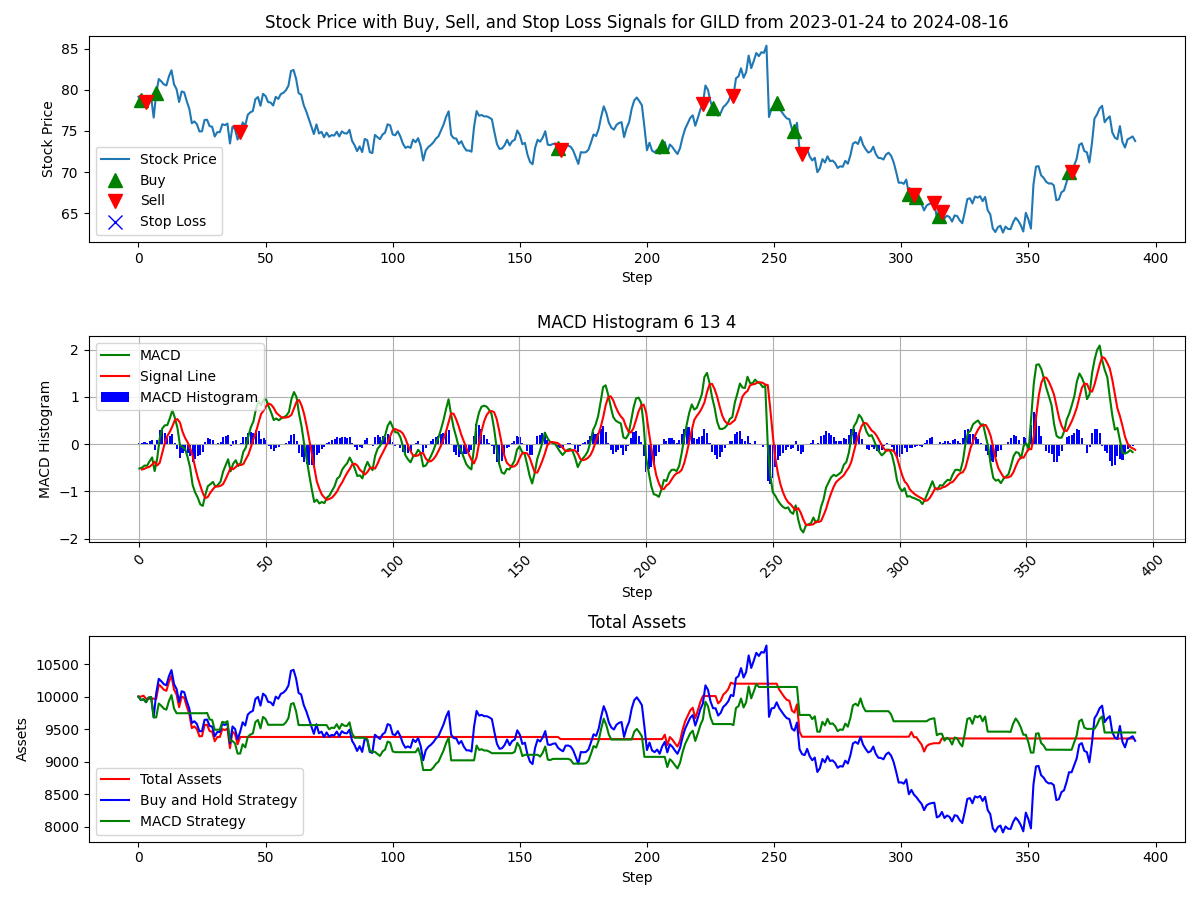 Stock Price with Buy, Sell, and Stop Loss Signals for GILD from 2023-01-24 to 2024-08-16
85
80
75
70
65
Stock Price
Stock Price
Buy
Sell
Stop Loss
0 50 100 150 200 250 300 350 400
Step
MACD Histogram 6 13 4
2
1
0
−1
−2
MACD Histogram
MACD
Signal Line
MACD Histogram
0 50 100 150 200 250 300 350 400
Step
Total Assets
10500
10000
9500
9000
8500
8000
Assets
Total Assets
Buy and Hold Strategy
MACD Strategy
0 50 100 150 200 250 300 350 400
Step